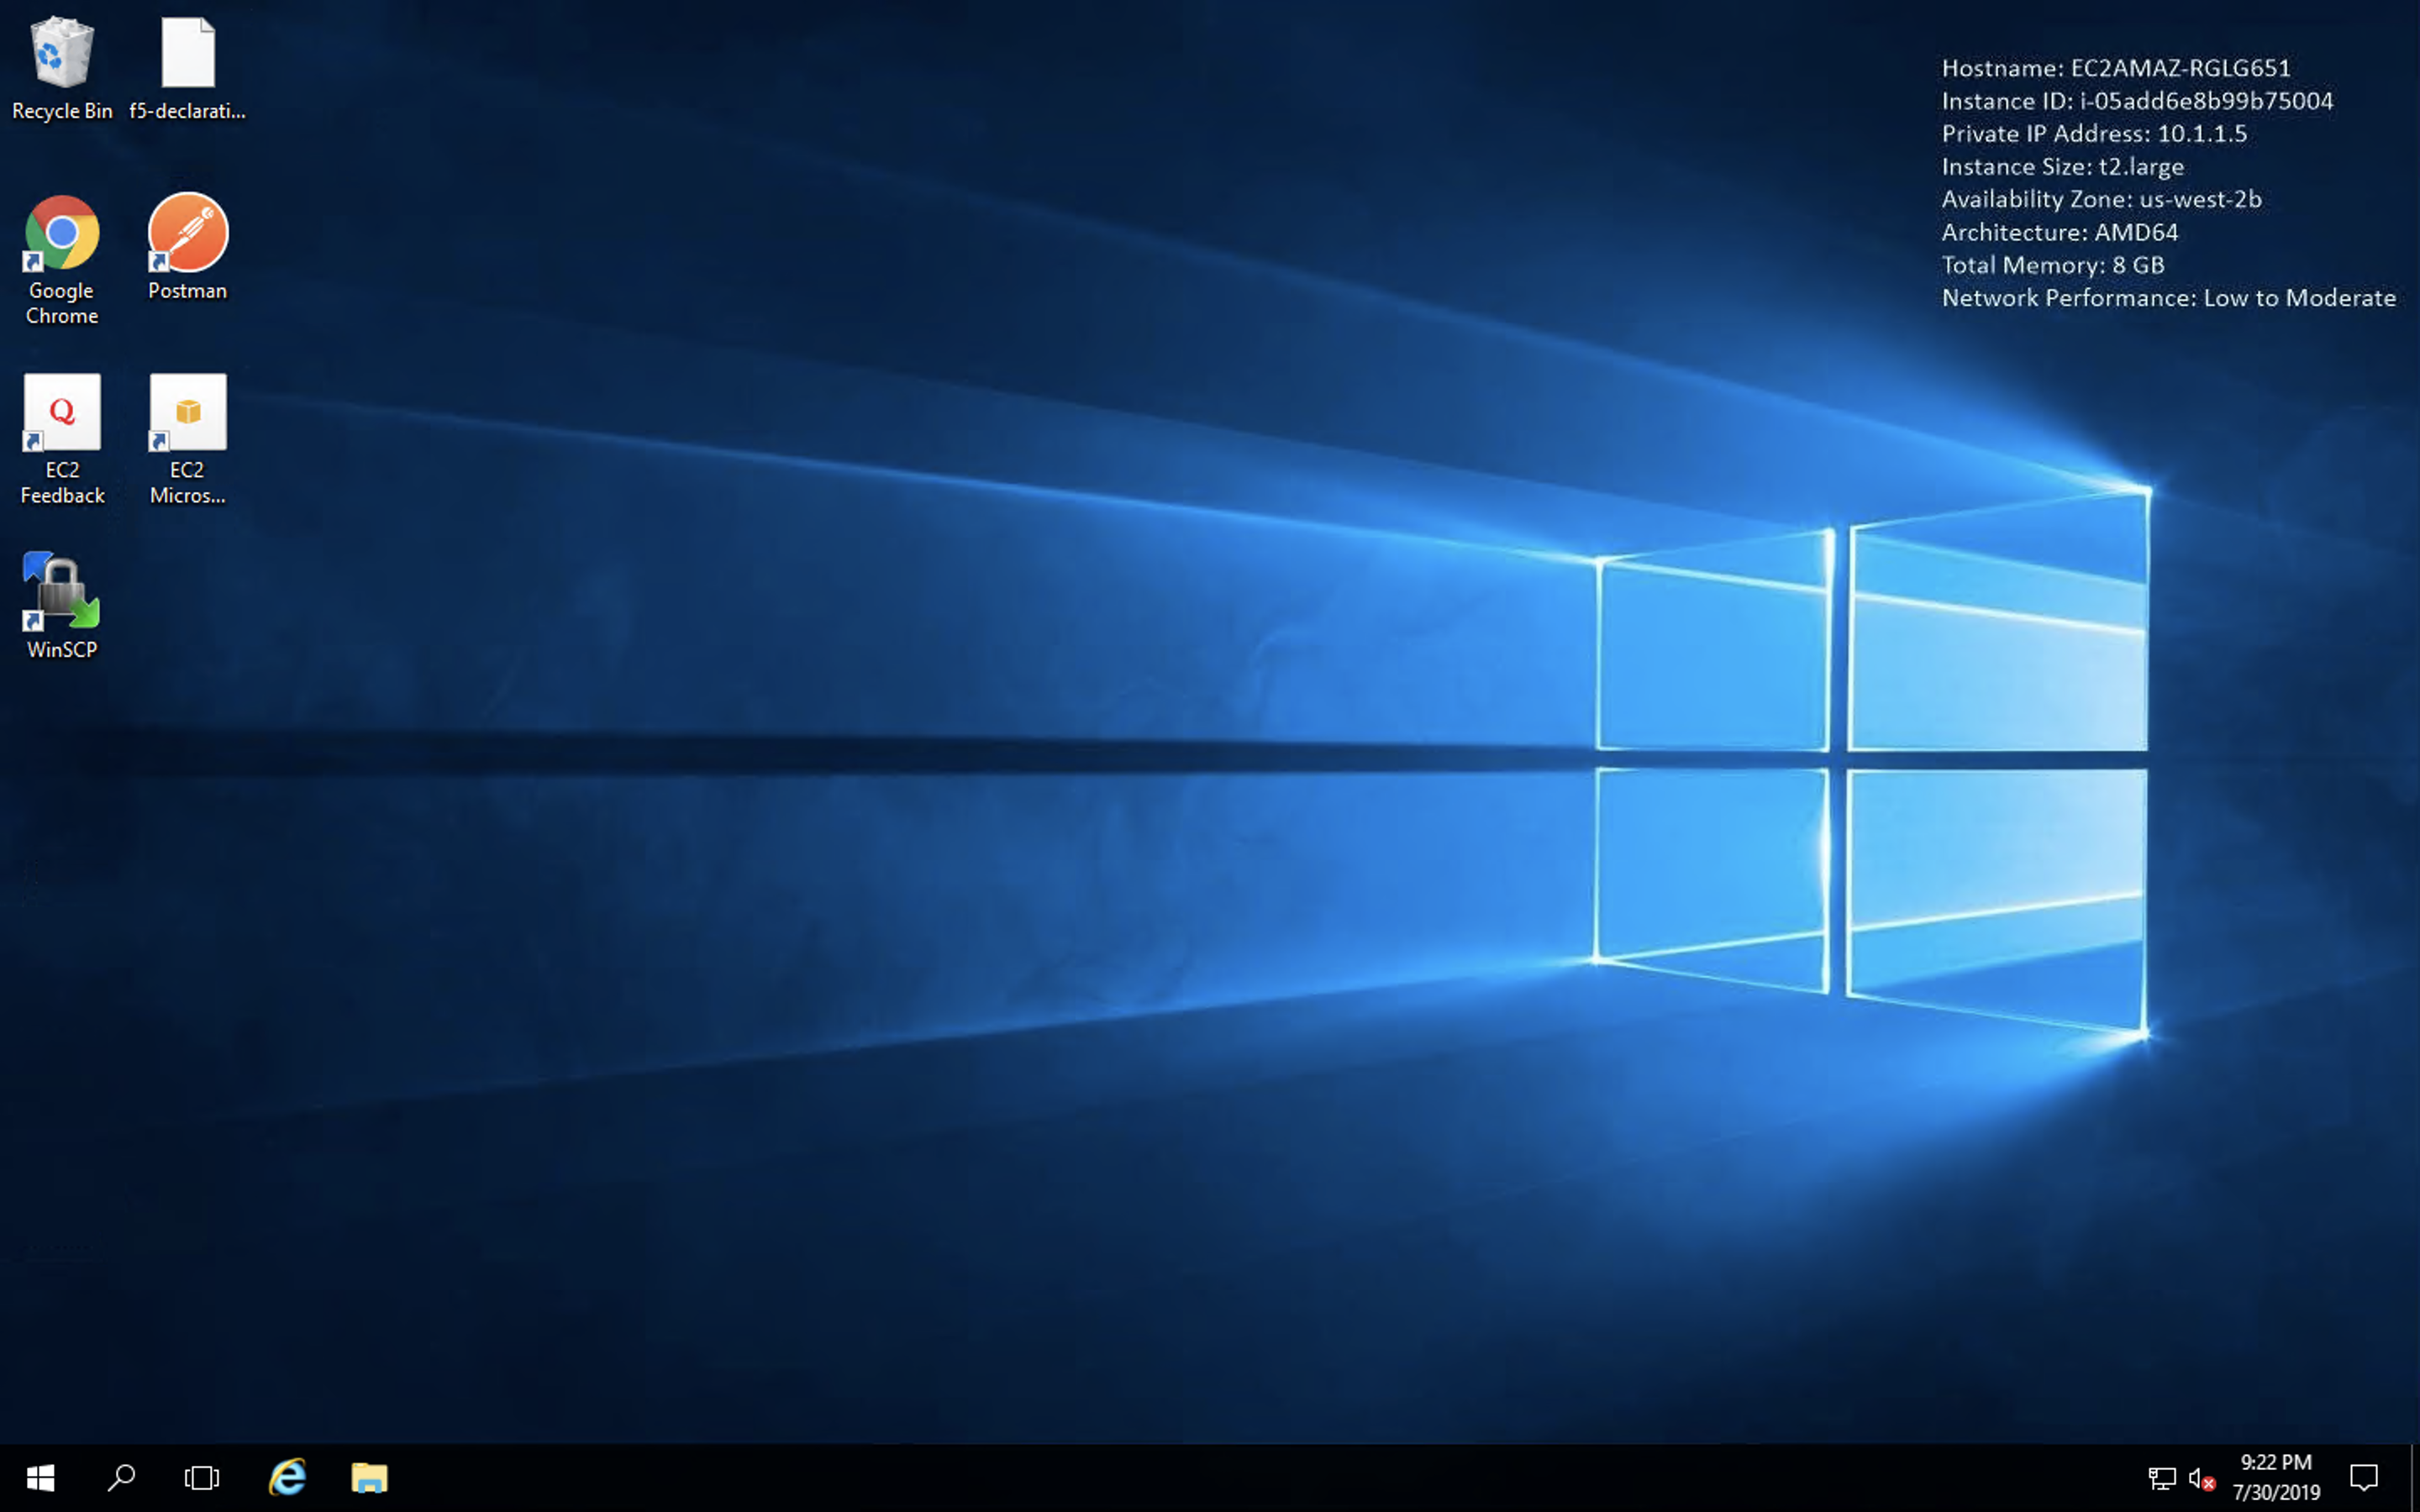 Recycle Bin
f5-declarati...
Google
Chrome
Postman
EC2
Feedback
EC2
Micros...
WinSCP
Hostname: EC2AMAZ-RGLG651
Instance ID: i-05add6e8b99b75004
Private IP Address: 10.1.1.5
Instance Size: t2.large
Availability Zone: us-west-2b
Architecture: AMD64
Total Memory: 8 GB
Network Performance: Low to Moderate
9:22 PM
7/30/2019